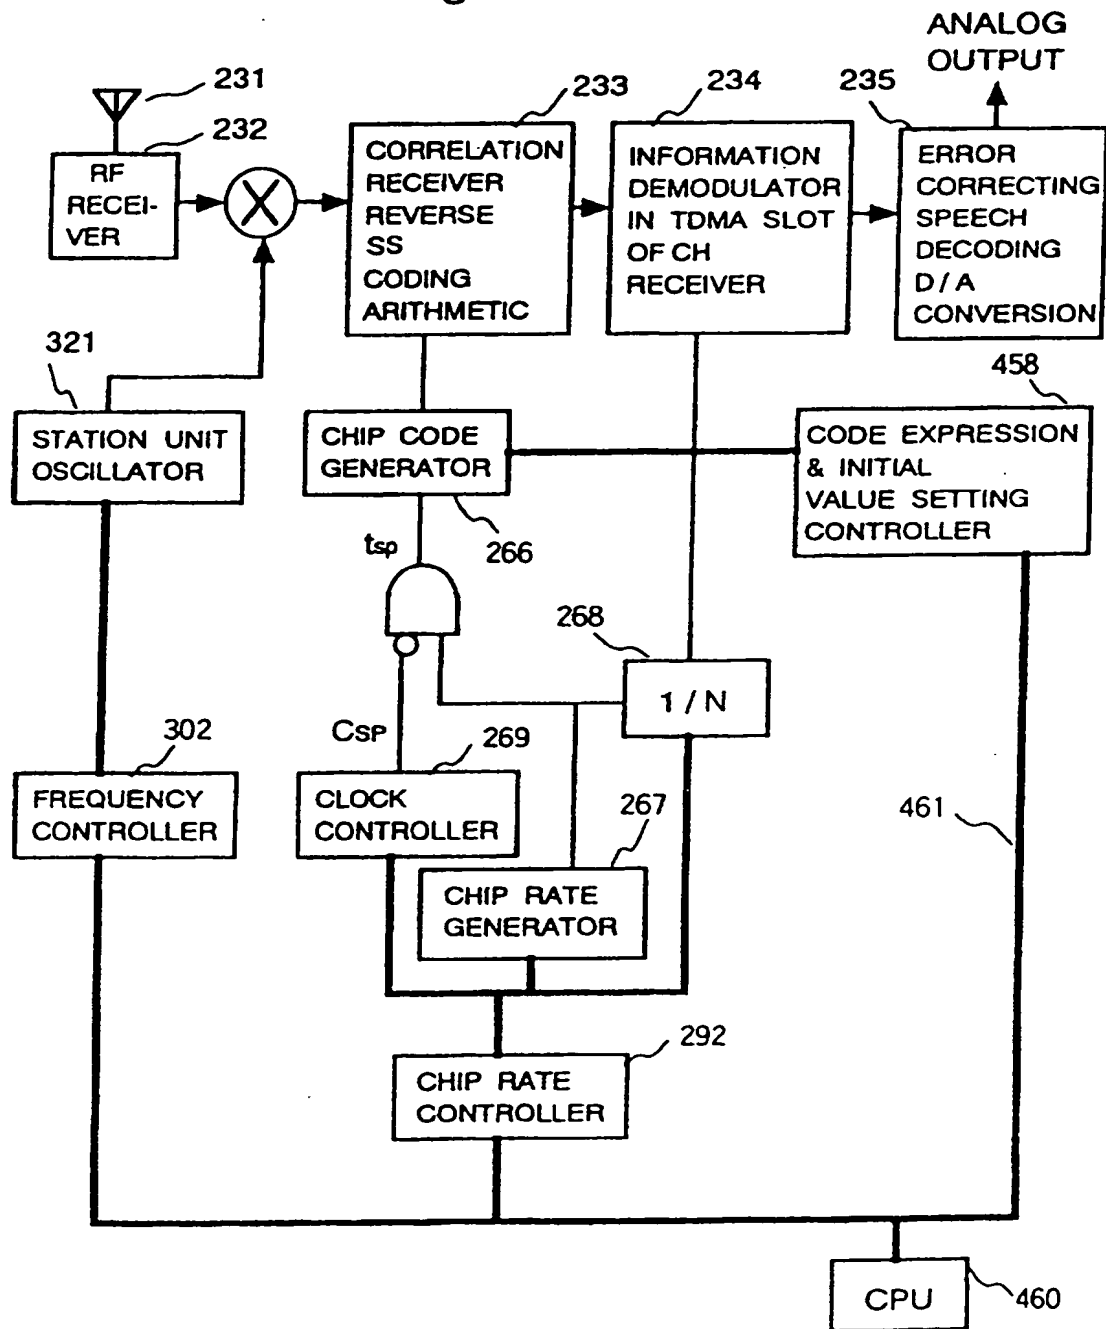 g
ANALOG
OUTPUT
231
232
233
234
235
RF
RECEI-
VER
X
CORRELATION
RECEIVER
REVERSE
SS
CODING
ARITHMETIC
INFORMATION
DEMODULATOR
IN TDMA SLOT
OF CH
RECEIVER
ERROR
CORRECTING
SPEECH
DECODING
D/A
CONVERSION
321
STATION UNIT
OSCILLATOR
CHIP CODE
GENERATOR
266
458
CODE EXPRESSION
& INITIAL
VALUE SETTING
CONTROLLER
tsp
268
1/N
CSP
302
FREQUENCY
CONTROLLER
269
CLOCK
CONTROLLER
267
CHIP RATE
GENERATOR
461
292
CHIP RATE
CONTROLLER
CPU
460